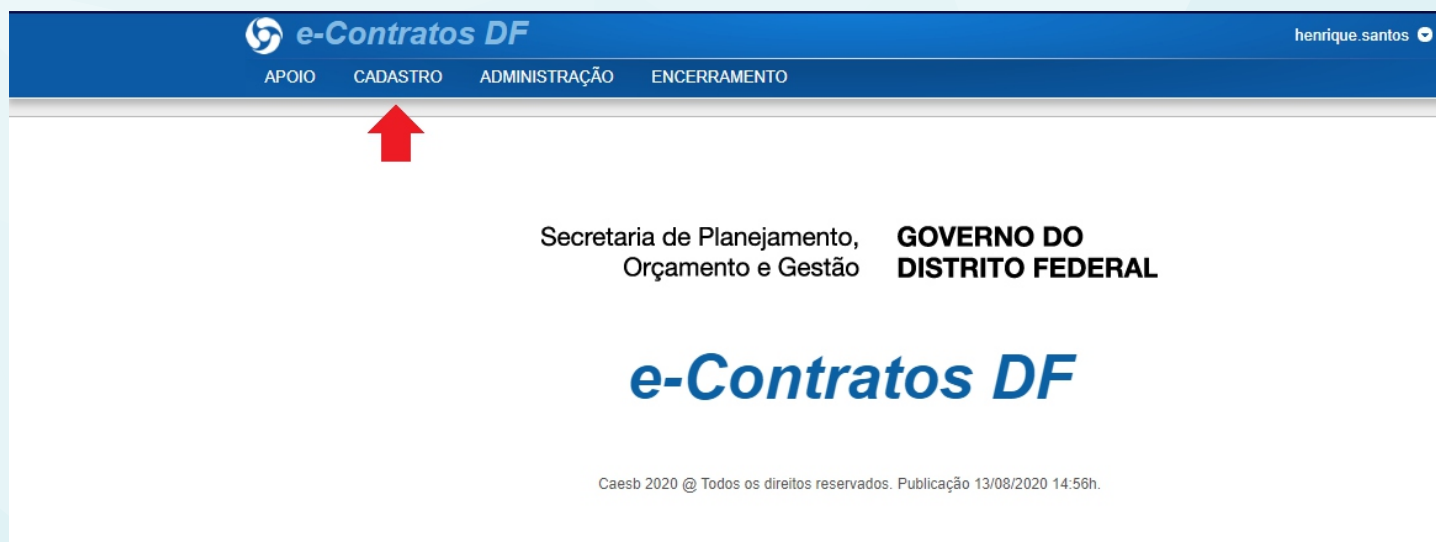 e-Contratos DF
henrique.santos
APOIO CADASTRO ADMINISTRAÇÃO ENCERRAMENTO
Secretaria de Planejamento,
Orçamento e Gestão
GOVERNO DO
DISTRITO FEDERAL
e-Contratos DF
Caesb 2020 @ Todos os direitos reservados. Publicação 13/08/2020 14:56h.